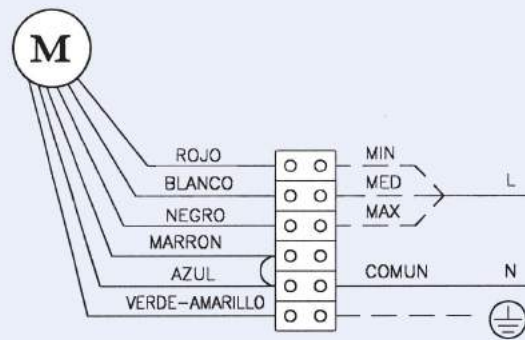 M
ROJO
MIN
BLANCO
MED
L
NEGRO
MAX
MARRON
AZUL
COMUN
N
VERDE-AMARILLO